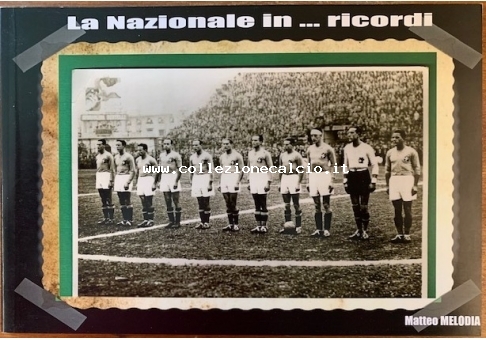 La Nazionale in ... ricordi
www.collezionecalcio.it
Matteo MELODIA